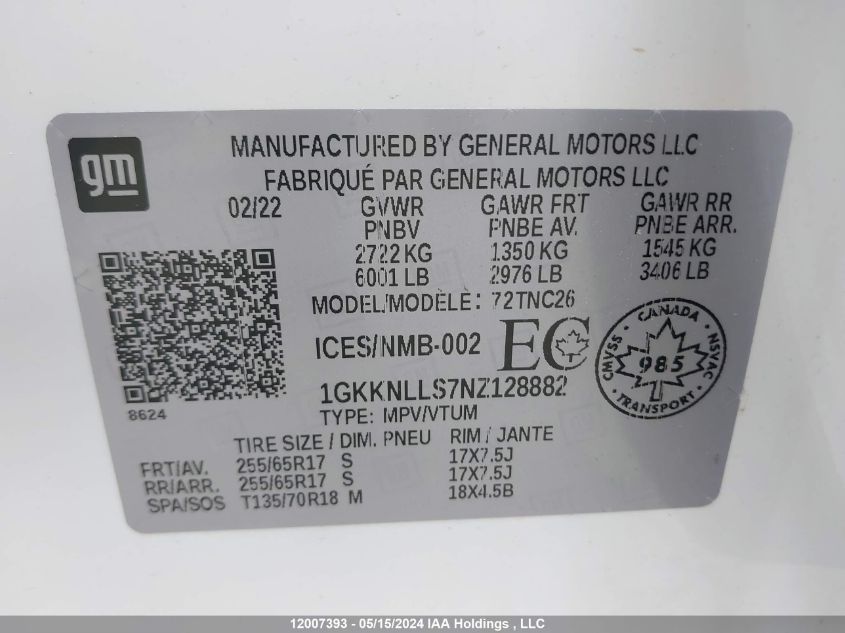 gm
MANUFACTURED BY GENERAL MOTORS LLC
FABRIQUÉ PAR GENERAL MOTORS LLC
02/22 GVWR GAWR FRT GAWR RR
PNBV PNBE AV. PNBE ARR.
2722 KG 1350 KG 1545 KG
6001 LB 2976 LB 3406 LB
MODEL/MODÈLE: 72TNC26
ICES/NMB-002 EC
CANADA
CMVSS 985 NSVAC
TRANSPORT
1GKKNLLS7NZ128882
8624
TYPE: MPV/VTUM
TIRE SIZE / DIM. PNEU RIM / JANTE
FRT/AV. 255/65R17 S 17X7.5J
RR/ARR. 255/65R17 S 17X7.5J
SPA/SOS T135/70R18 M 18X4.5B
12007393 - 05/15/2024 IAA Holdings , LLC